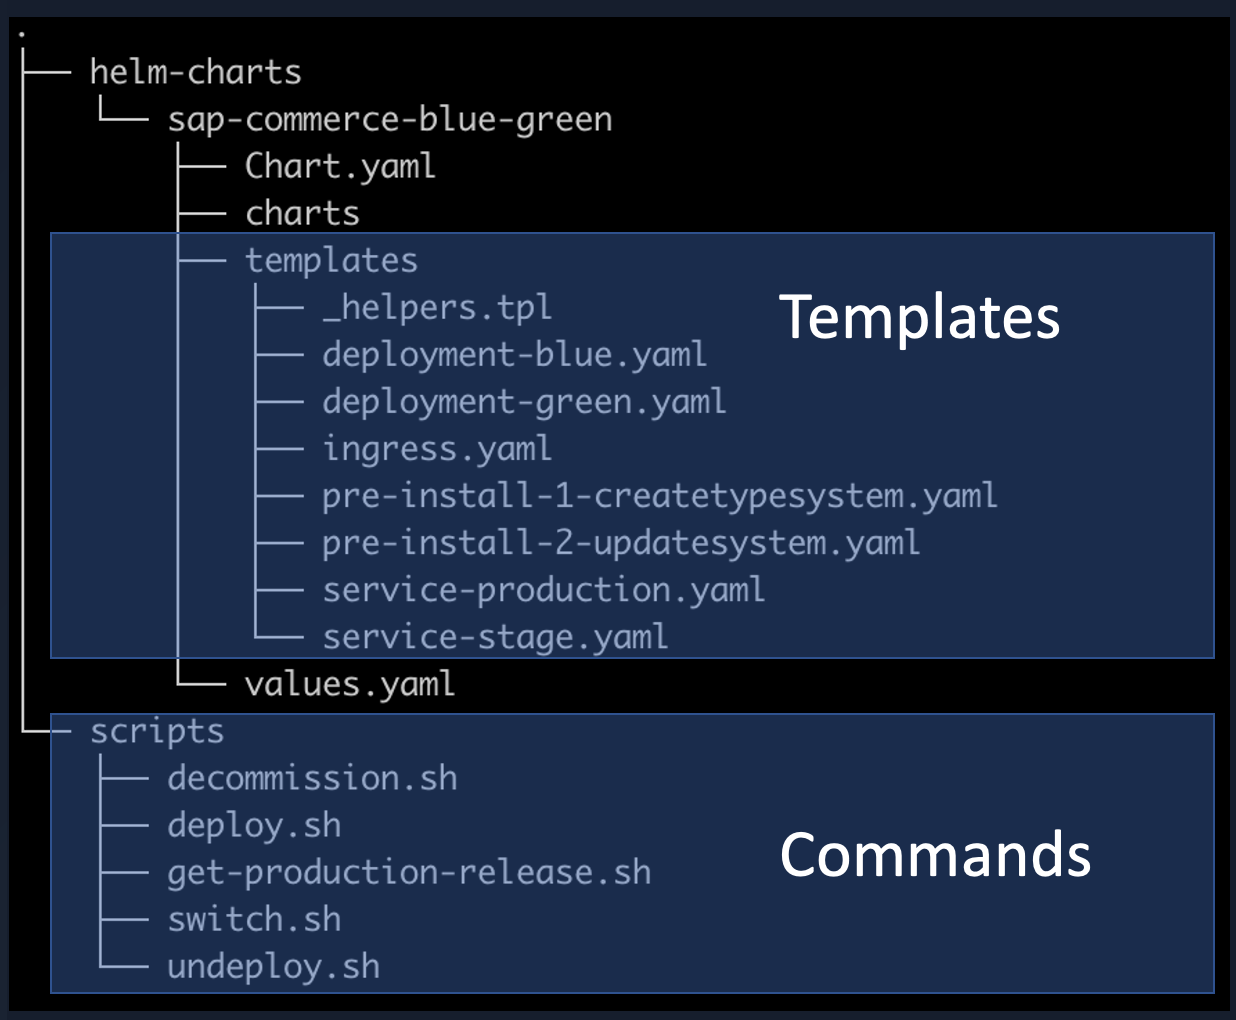 .
helm-charts
sap-commerce-blue-green
Chart.yaml
charts
templates
_helpers.tpl
Templates
deployment-blue.yaml
deployment-green.yaml
ingress.yaml
pre-install-1-createtypesystem.yaml
pre-install-2-updatesystem.yaml
service-production.yaml
service-stage.yaml
values.yaml
scripts
decommission.sh
deploy.sh
Commands
get-production-release.sh
switch.sh
undeploy.sh